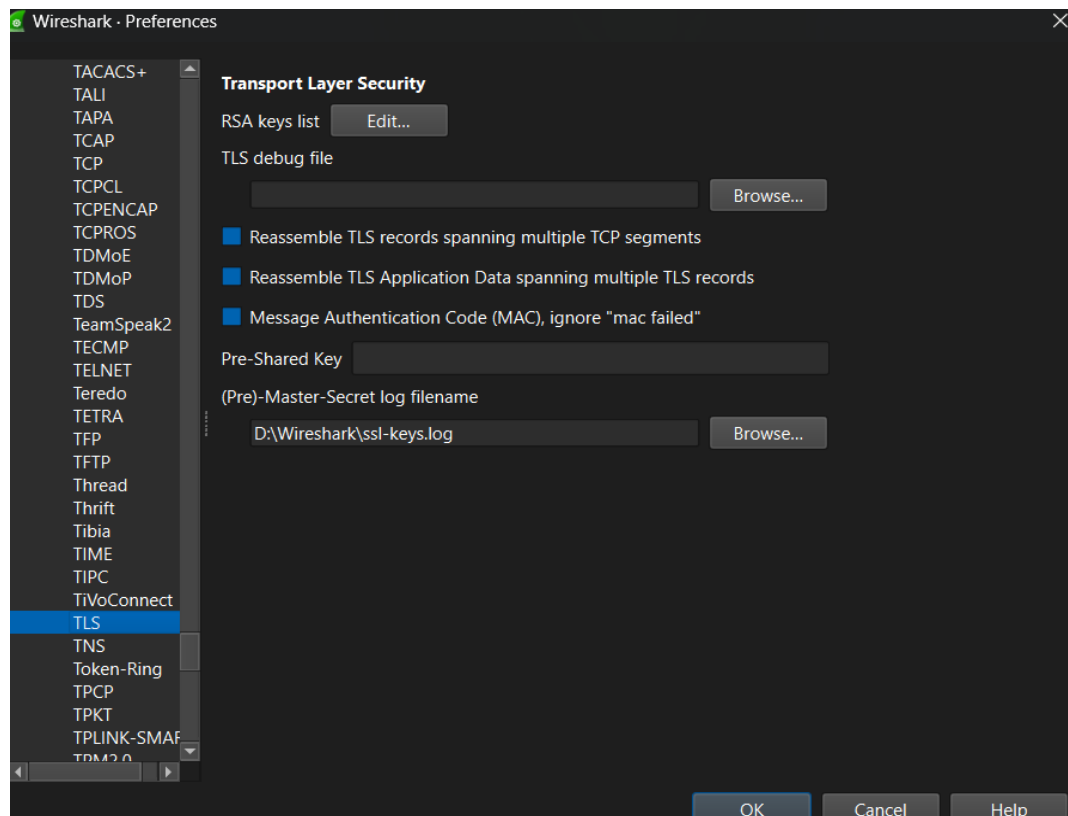 Wireshark · Preferences
TACACS+
TALI
TAPA
TCAP
TCP
TCPCL
TCPENCAP
TCPROS
TDMoE
TDMoP
TDS
TeamSpeak2
TECMP
TELNET
Teredo
TETRA
TFP
TFTP
Thread
Thrift
Tibia
TIME
TIPC
TiVoConnect
TLS
TNS
Token-Ring
TPCP
TPKT
TPLINK-SMAR
TPM2.0
Transport Layer Security
RSA keys list Edit...
TLS debug file
Browse...
Reassemble TLS records spanning multiple TCP segments
Reassemble TLS Application Data spanning multiple TLS records
Message Authentication Code (MAC), ignore "mac failed"
Pre-Shared Key
(Pre)-Master-Secret log filename
D:\Wireshark\ssl-keys.log Browse...
OK Cancel Help